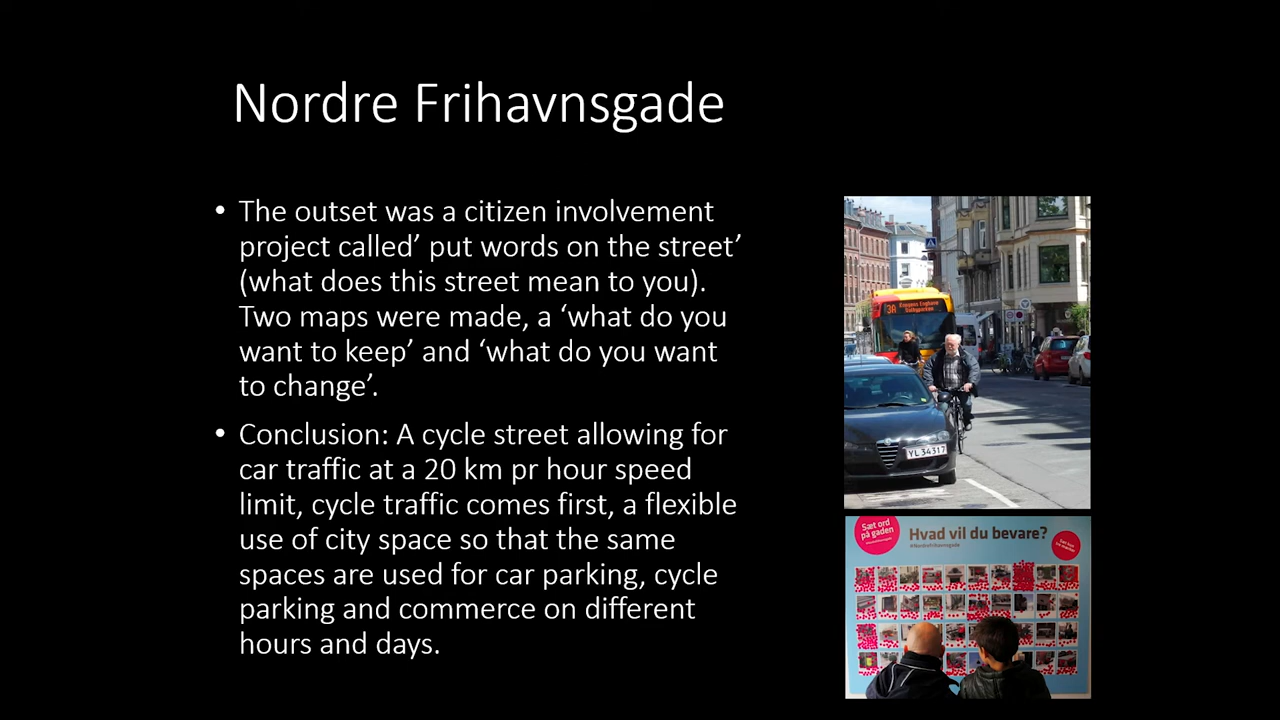 Nordre Frihavnsgade
• The outset was a citizen involvement
project called’ put words on the street’
(what does this street mean to you).
Two maps were made, a ‘what do you
want to keep’ and ‘what do you want
to change’.
• Conclusion: A cycle street allowing for
car traffic at a 20 km pr hour speed
limit, cycle traffic comes first, a flexible
use of city space so that the same
spaces are used for car parking, cycle
parking and commerce on different
hours and days.
3A
YL 34317
Sæt ord
på gaden
Hvad vil du bevare?